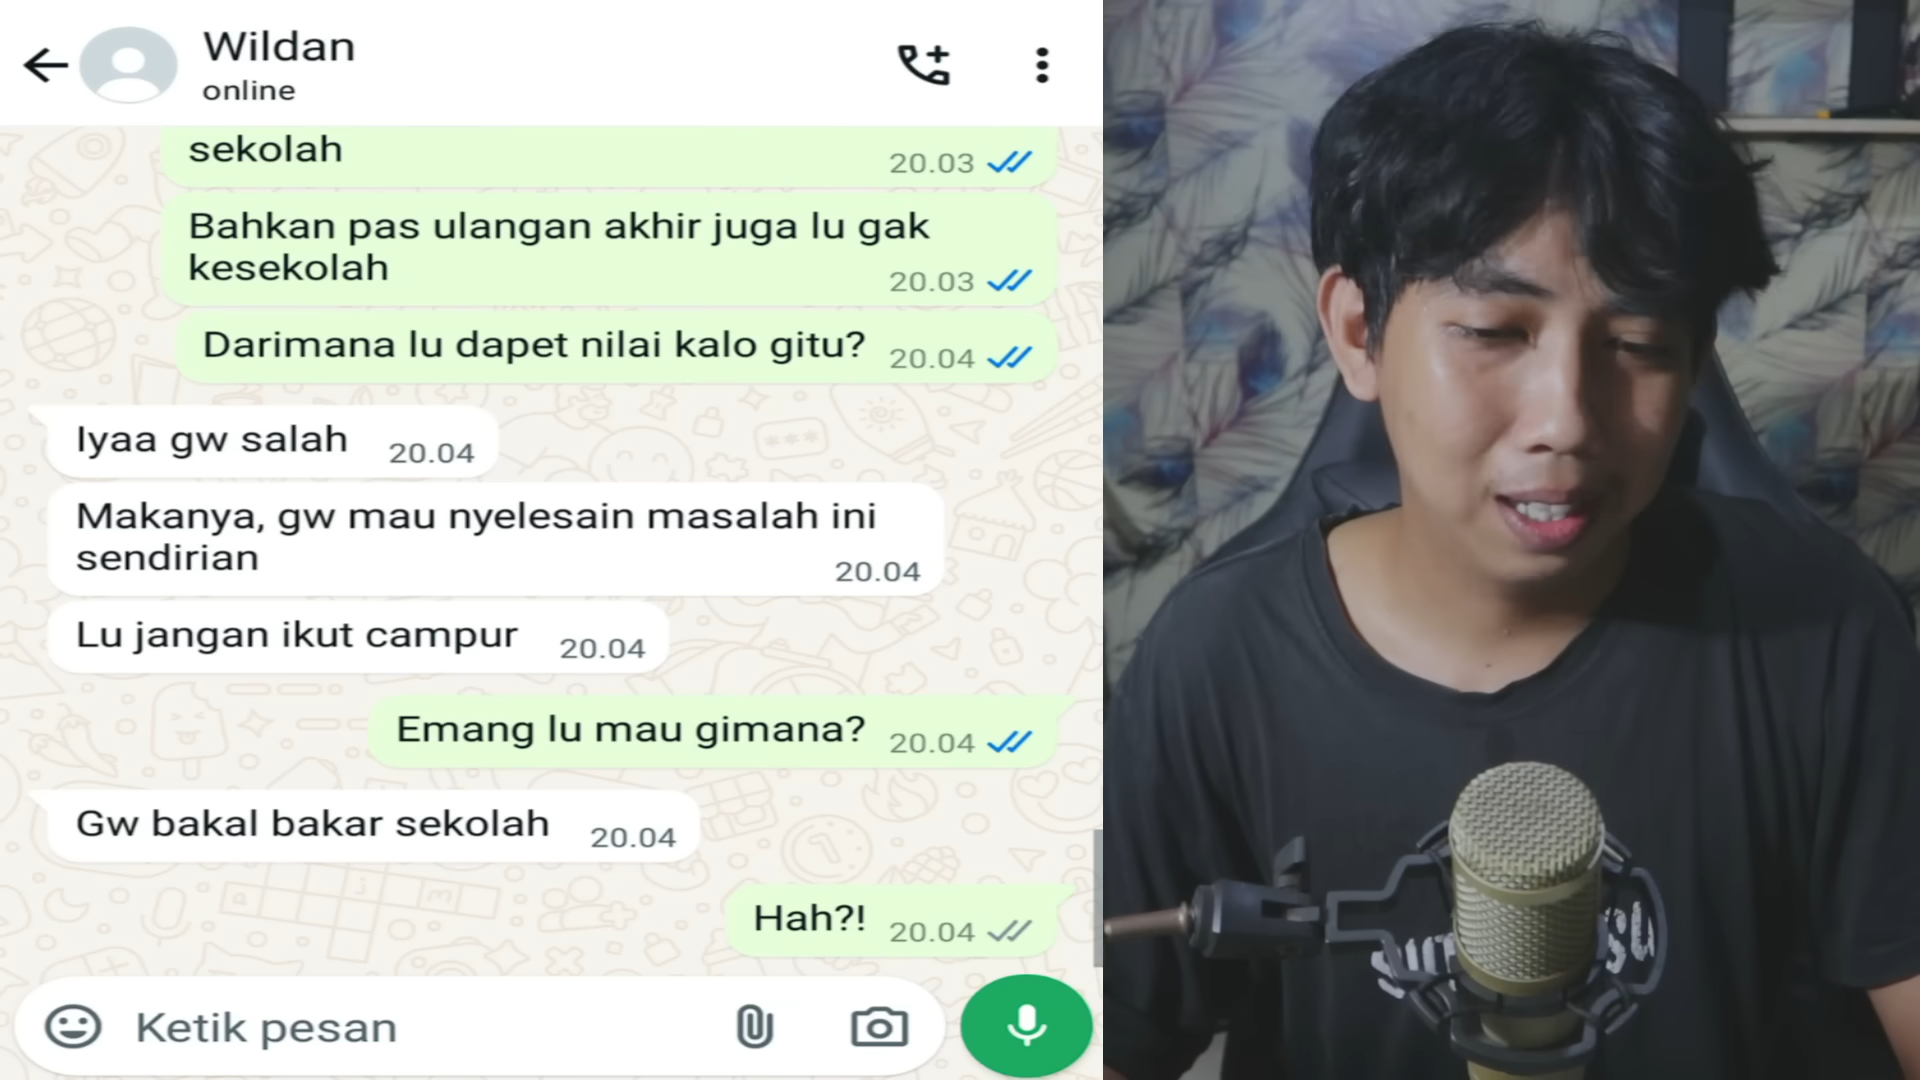 Wildan
online
sekolah
20.03
Bahkan pas ulangan akhir juga lu gak
kesekolah
20.03
Darimana lu dapet nilai kalo gitu? 20.04
Iyaa gw salah 20.04
Makanya, gw mau nyelesain masalah ini
sendirian
20.04
Lu jangan ikut campur 20.04
Emang lu mau gimana? 20.04
Gw bakal bakar sekolah 20.04
Hah?! 20.04
Ketik pesan